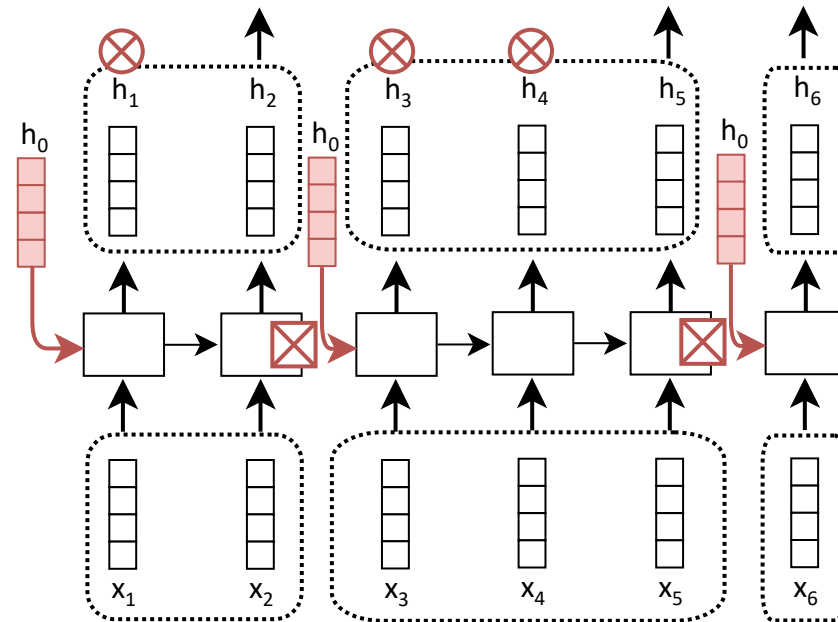 h₁ h₂ h₃ h₄ h₅ h₆
h₀ h₀ h₀
x₁ x₂ x₃ x₄ x₅ x₆